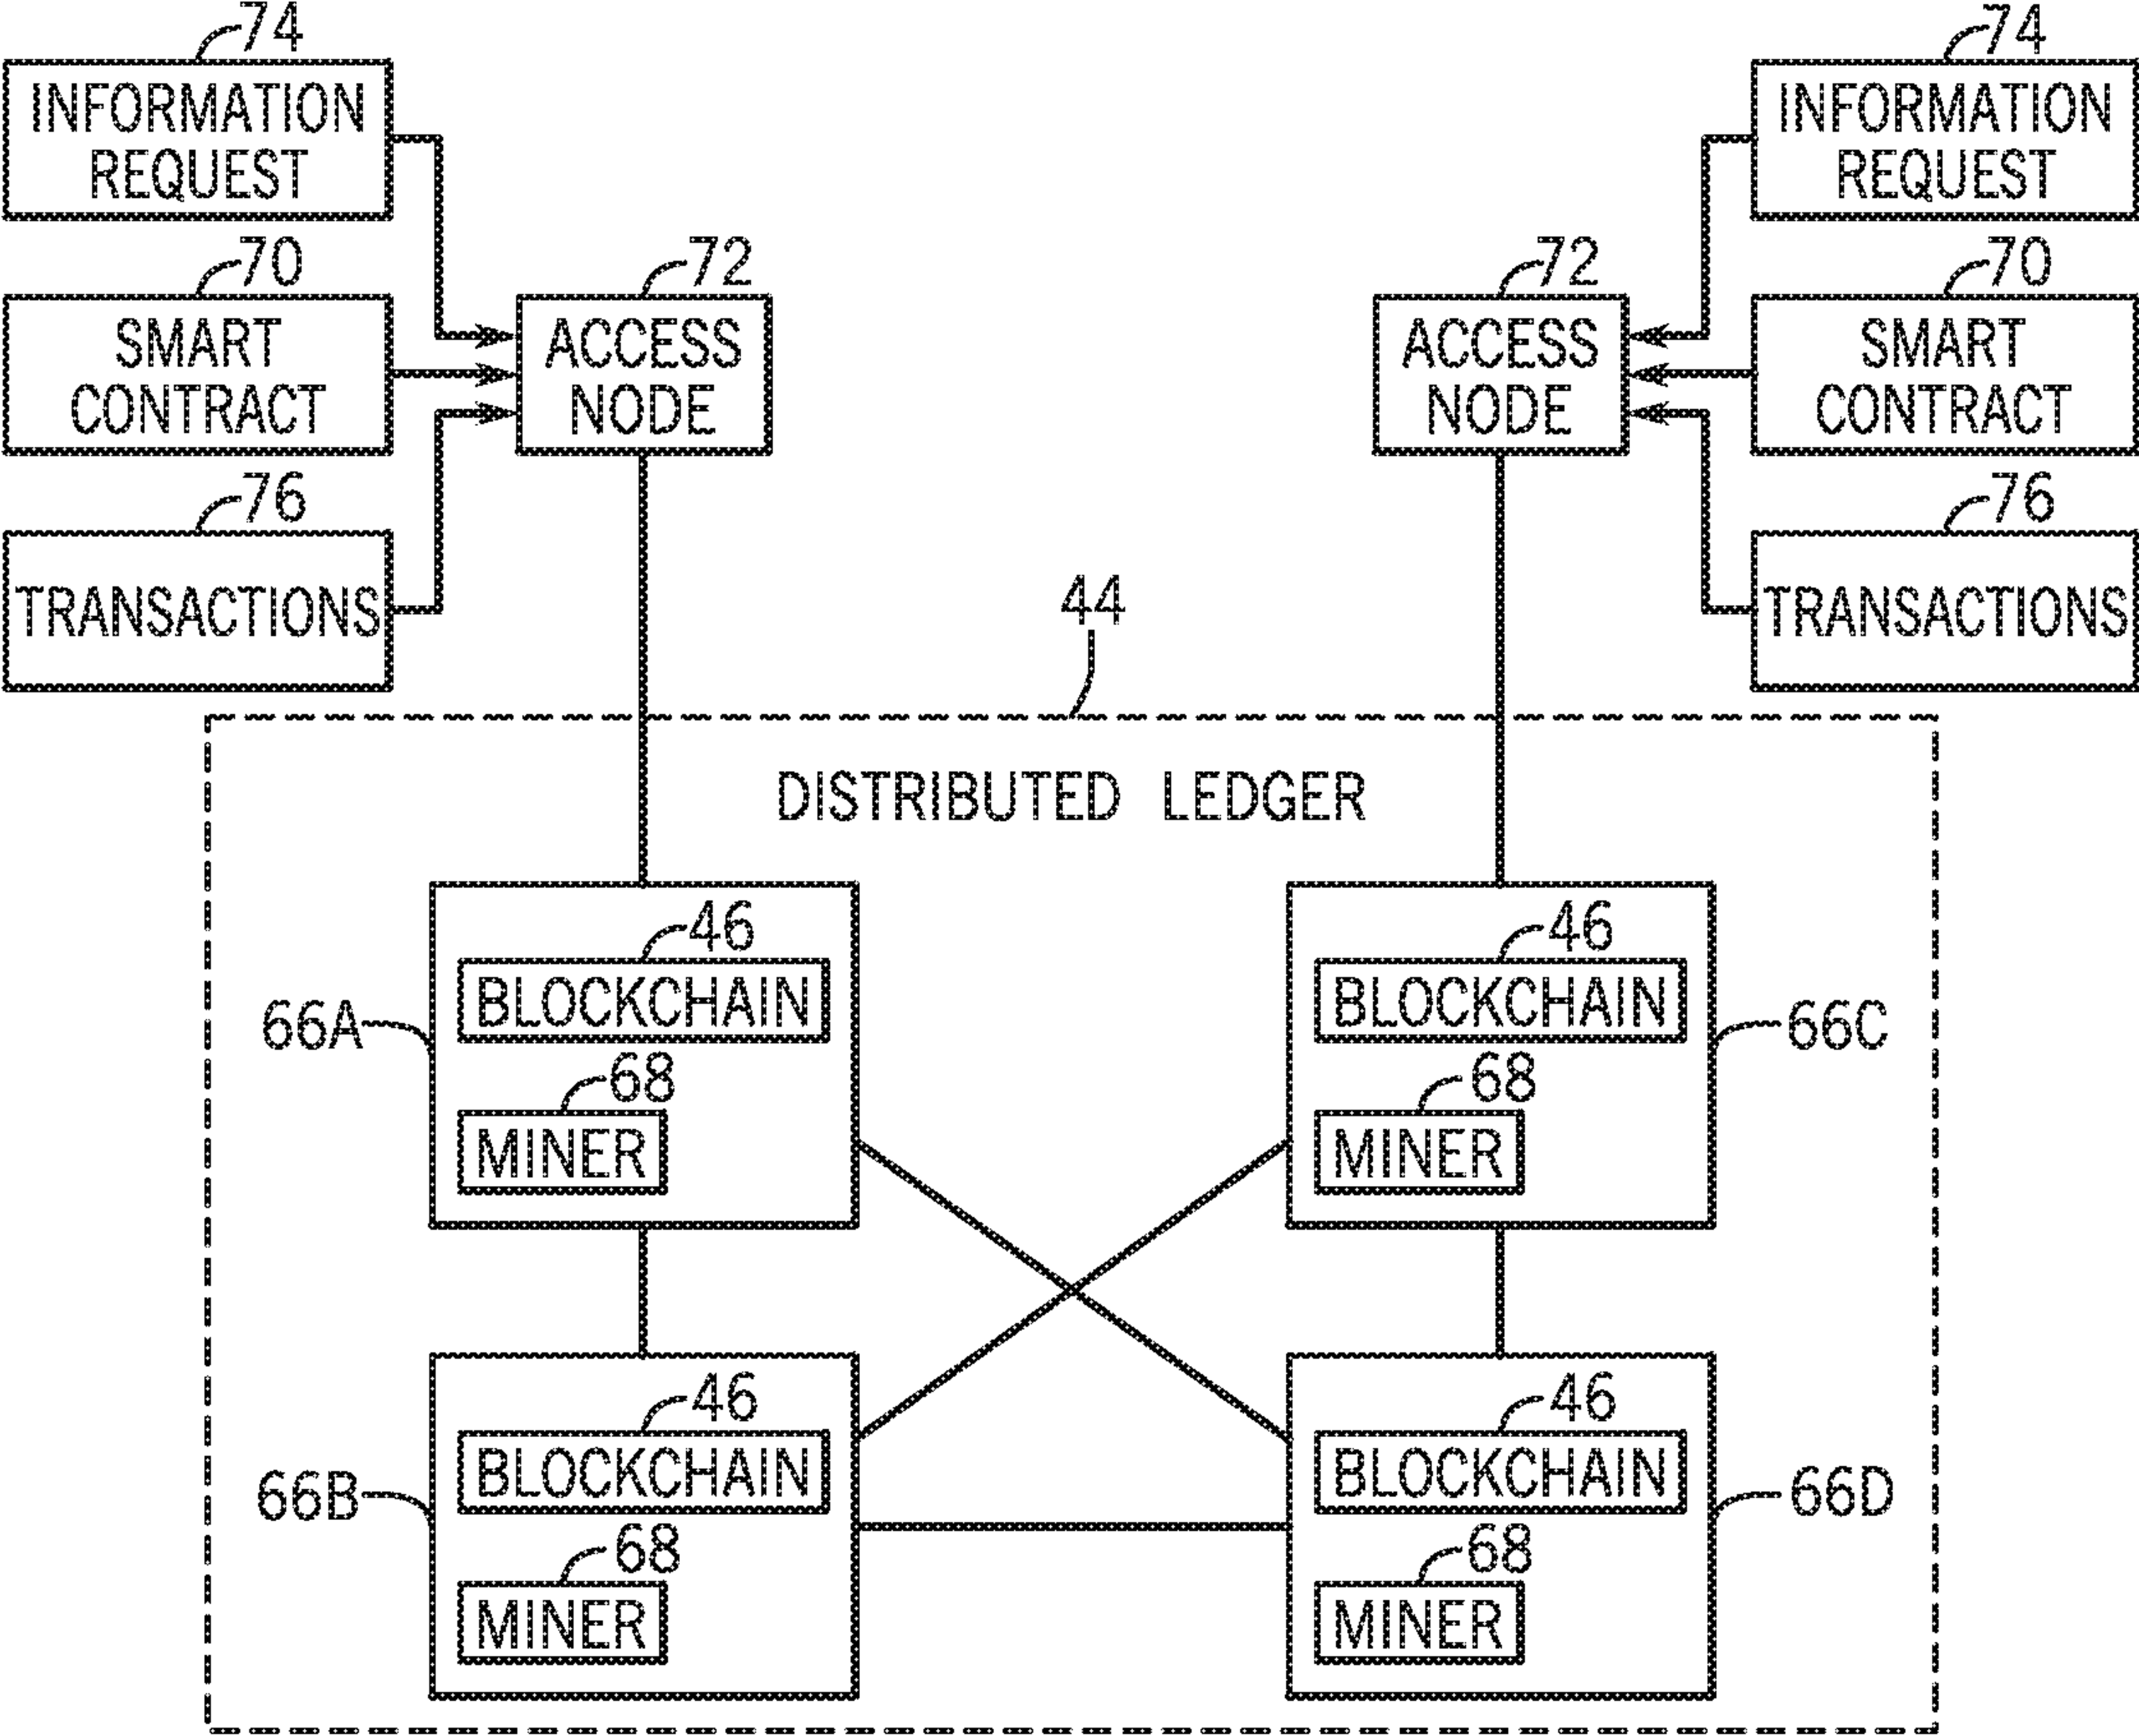 74
INFORMATION
REQUEST
70
SMART
CONTRACT
76
TRANSACTIONS
72
ACCESS
NODE
72
ACCESS
NODE
74
INFORMATION
REQUEST
70
SMART
CONTRACT
76
TRANSACTIONS
44
DISTRIBUTED LEDGER
66A
46
BLOCKCHAIN
68
MINER
66C
46
BLOCKCHAIN
68
MINER
66B
46
BLOCKCHAIN
68
MINER
66D
46
BLOCKCHAIN
68
MINER